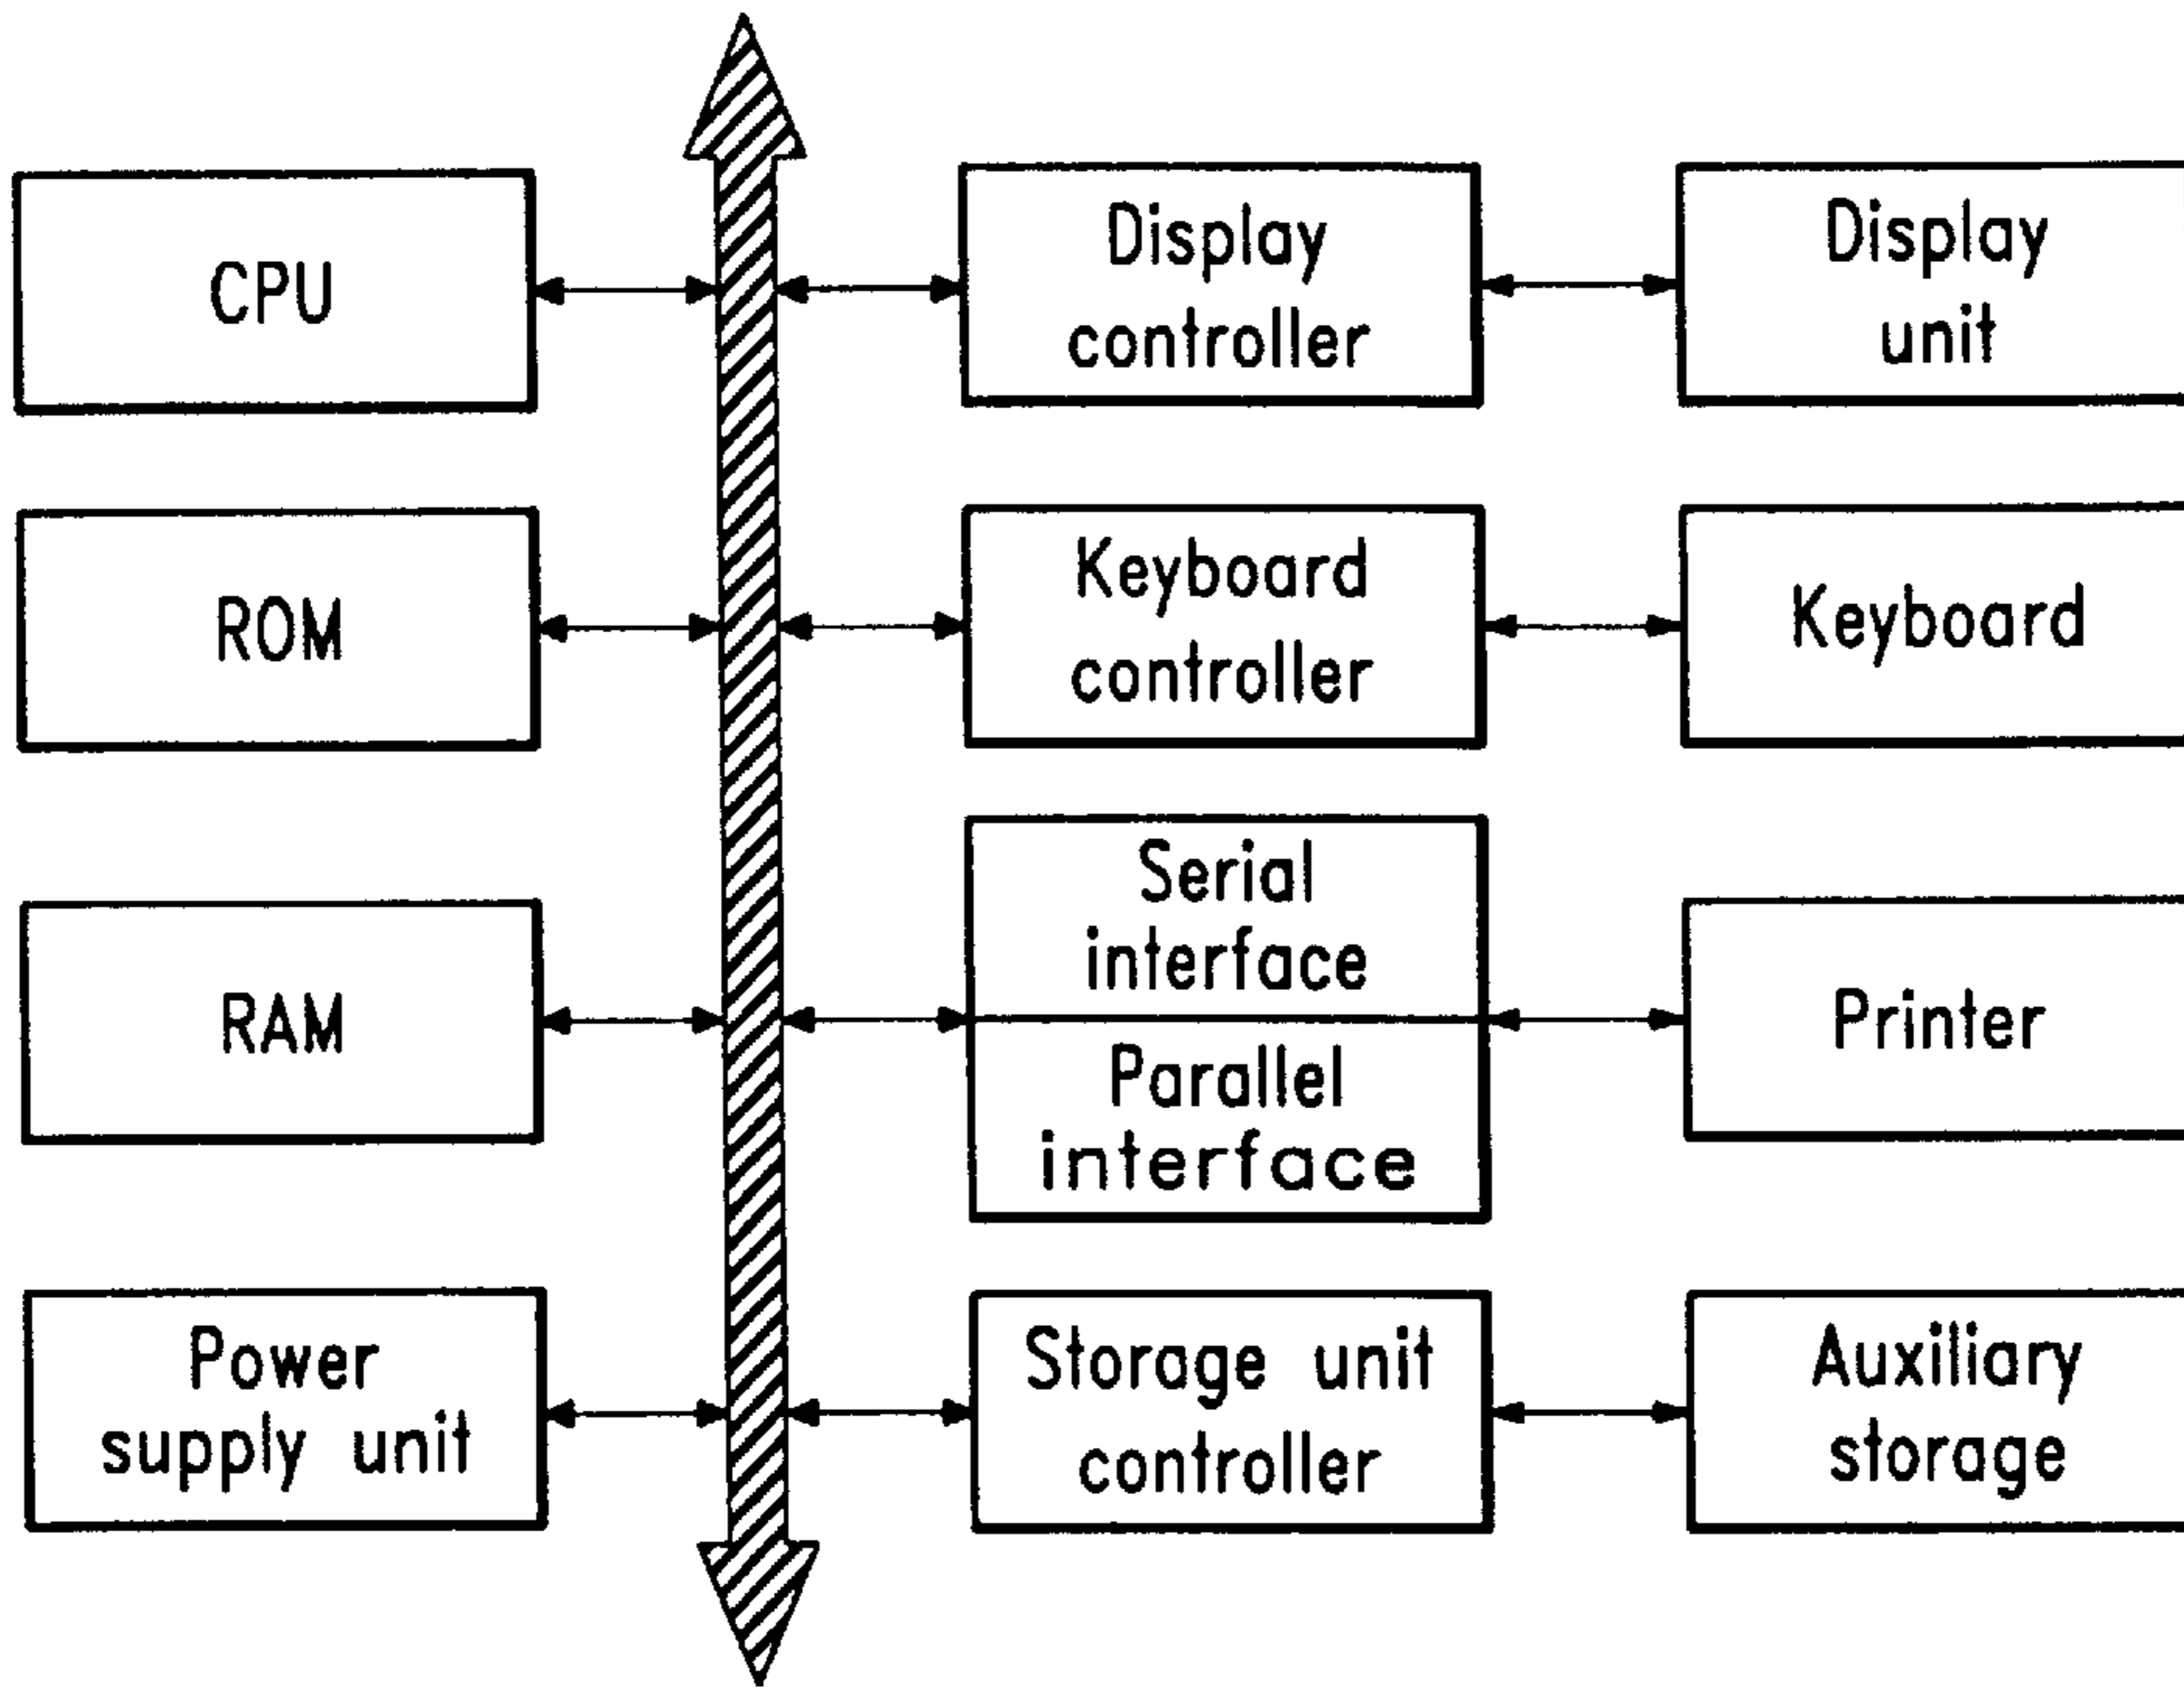 CPU
Display
controller
Display
unit
ROM
Keyboard
controller
Keyboard
RAM
Serial
interface
Parallel
interface
Printer
Power
supply unit
Storage unit
controller
Auxiliary
storage